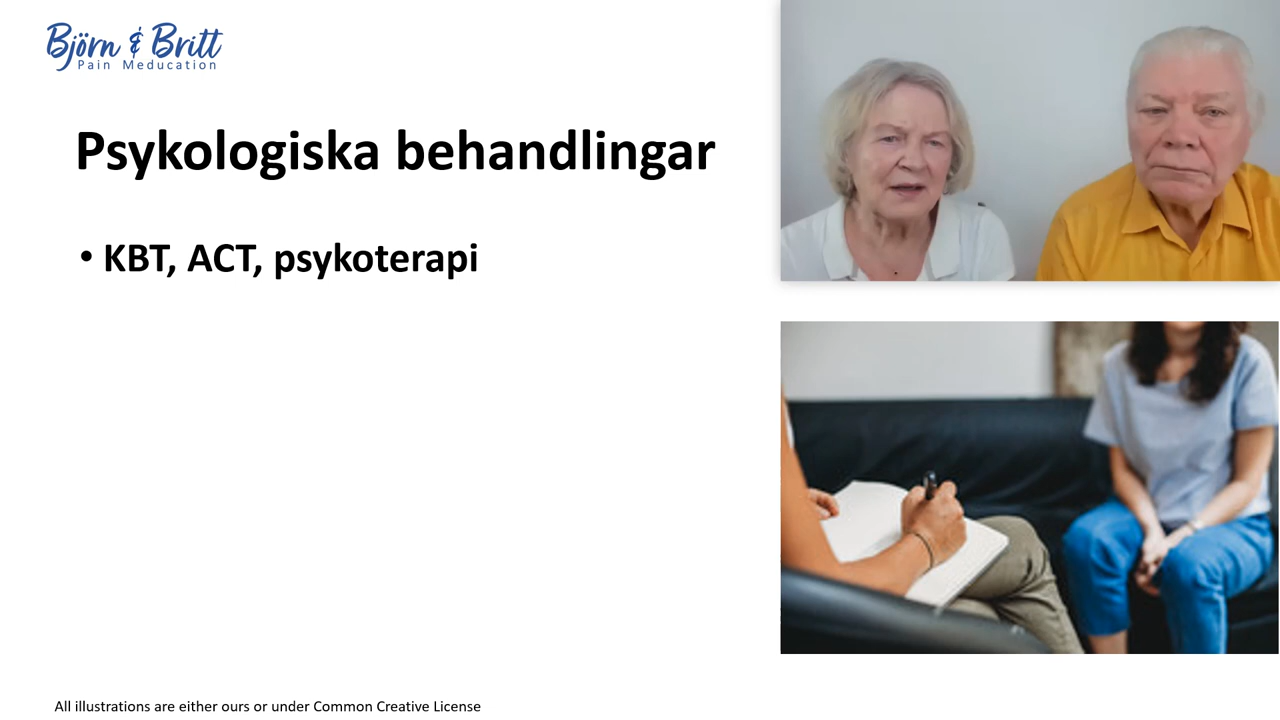 Björn & Britt
Pain Meducation
Psykologiska behandlingar
• KBT, ACT, psykoterapi
All illustrations are either ours or under Common Creative License